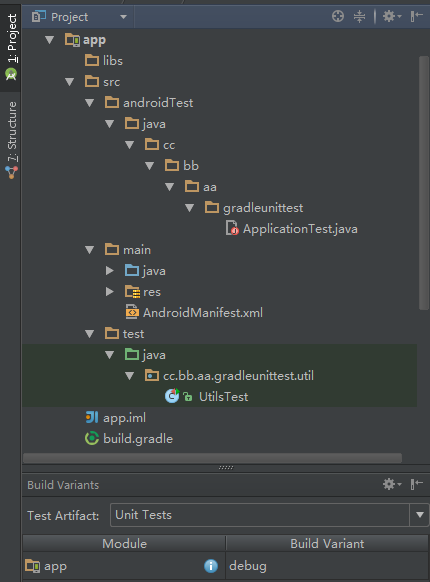 Project
1: Project
7: Structure
app
libs
src
androidTest
java
cc
bb
aa
gradleunittest
ApplicationTest.java
main
java
res
AndroidManifest.xml
test
java
cc.bb.aa.gradleunittest.util
UtilsTest
app.iml
build.gradle
Build Variants
Test Artifact: Unit Tests
Module Build Variant
app debug